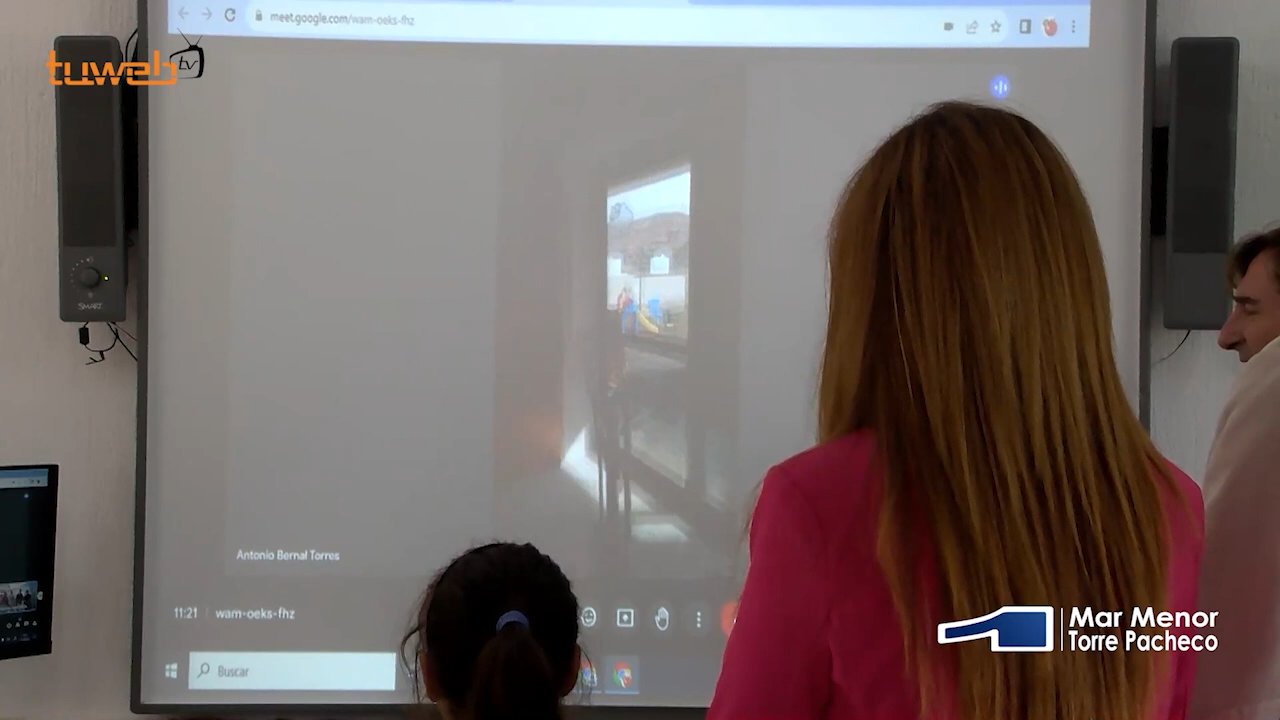 meet.google.com/wam-oeks-fhz
tuweb tv
SMART
Antonio Bernal Torres
11:21 wam-oeks-fhz
Mar Menor
Torre Pacheco
Buscar